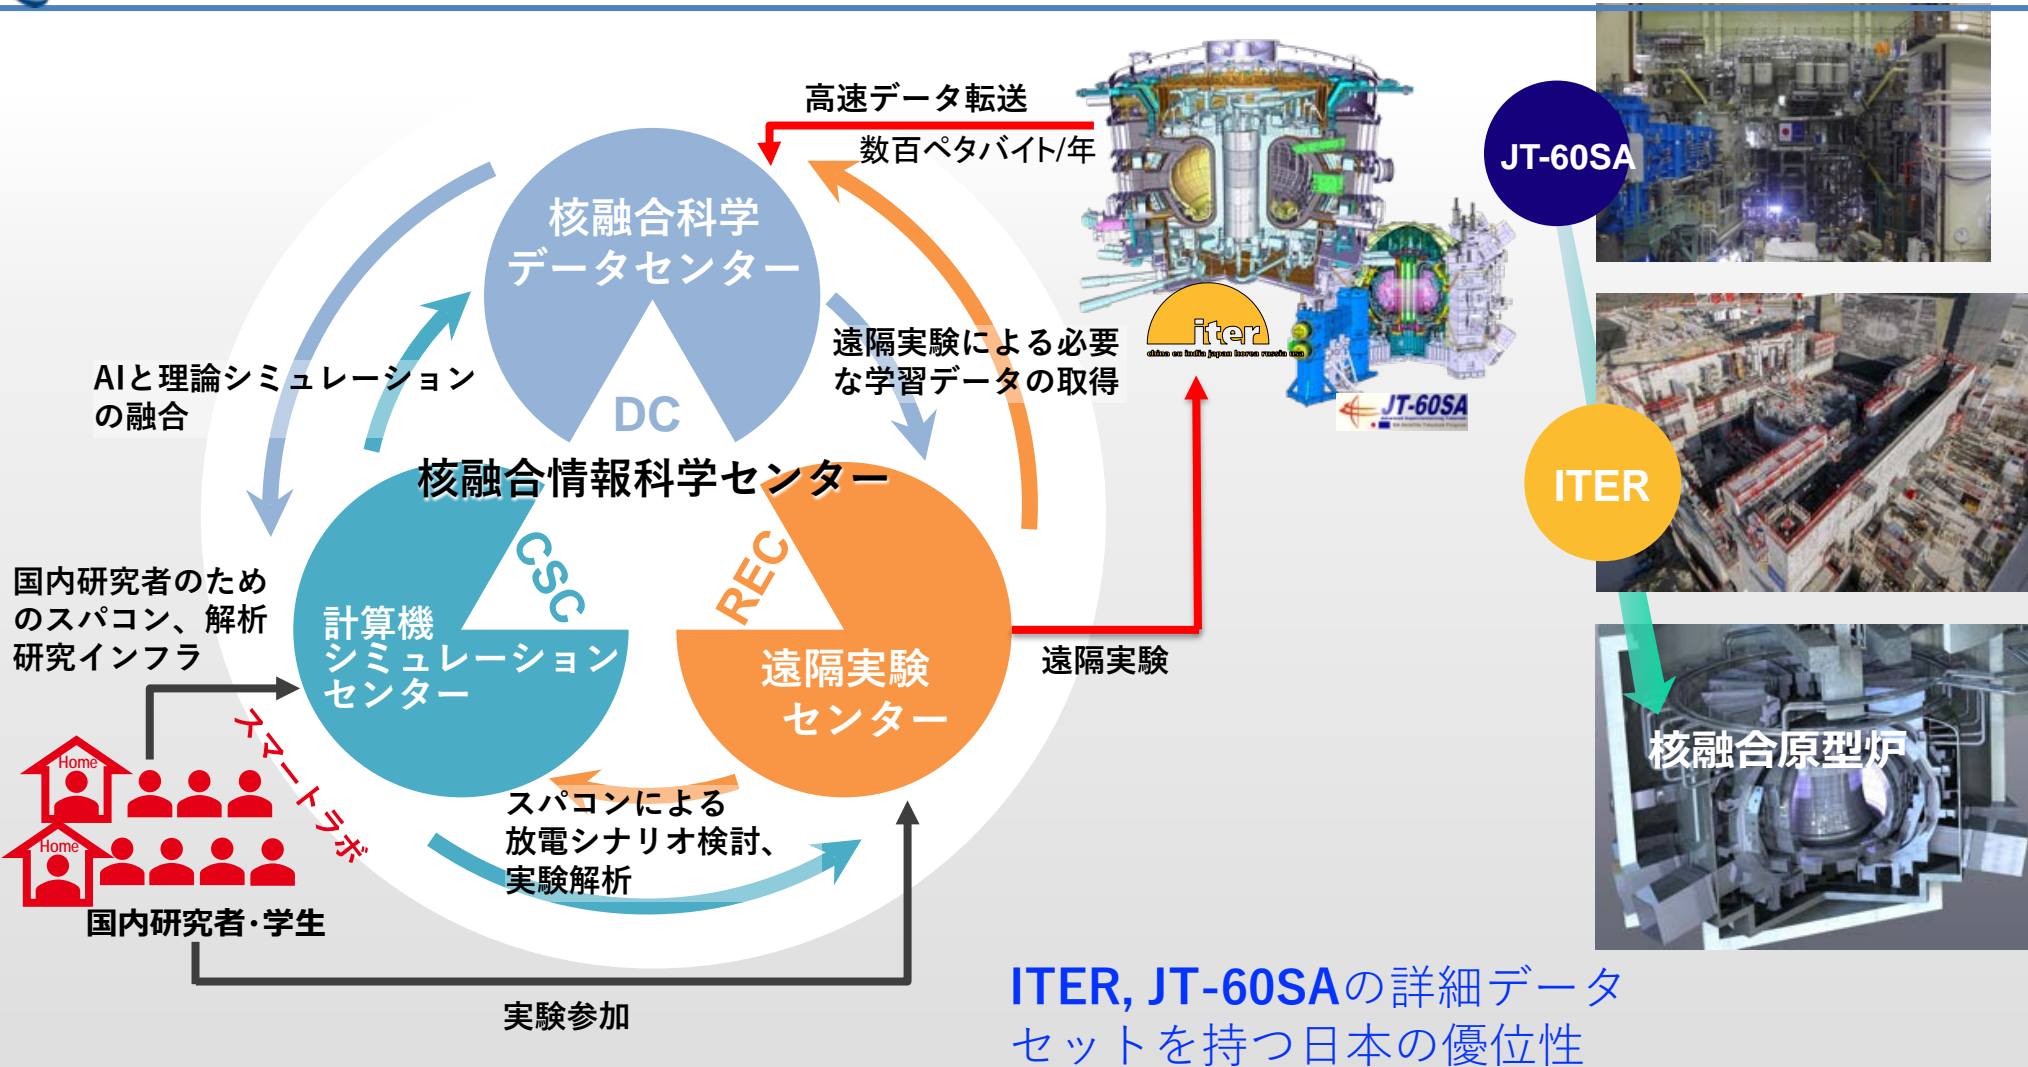 高速データ転送
数百ペタバイト/年
JT-60SA
核融合科学
データセンター
DC
AIと理論シミュレーション
の融合
遠隔実験による必要
な学習データの取得
iter
china eu india japan korea russia usa
JT-60SA
核融合情報科学センター
ITER
CSC
REC
国内研究者のため
のスパコン、解析
研究インフラ
計算機
シミュレーション
センター
遠隔実験
センター
遠隔実験
スマートラボ
核融合原型炉
Home
Home
スパコンによる
放電シナリオ検討、
実験解析
国内研究者・学生
実験参加
ITER, JT-60SAの詳細データ
セットを持つ日本の優位性